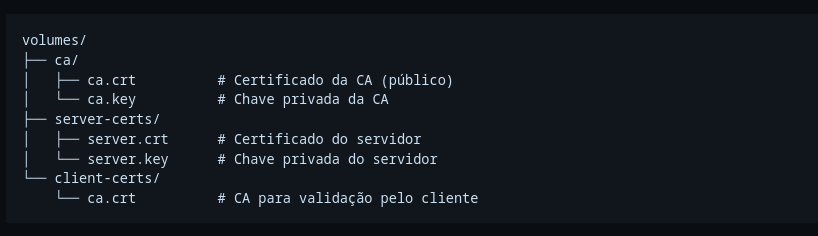 volumes/
├── ca/
│   ├── ca.crt          # Certificado da CA (público)
│   └── ca.key          # Chave privada da CA
├── server-certs/
│   ├── server.crt      # Certificado do servidor
│   └── server.key      # Chave privada do servidor
└── client-certs/
    └── ca.crt          # CA para validação pelo cliente